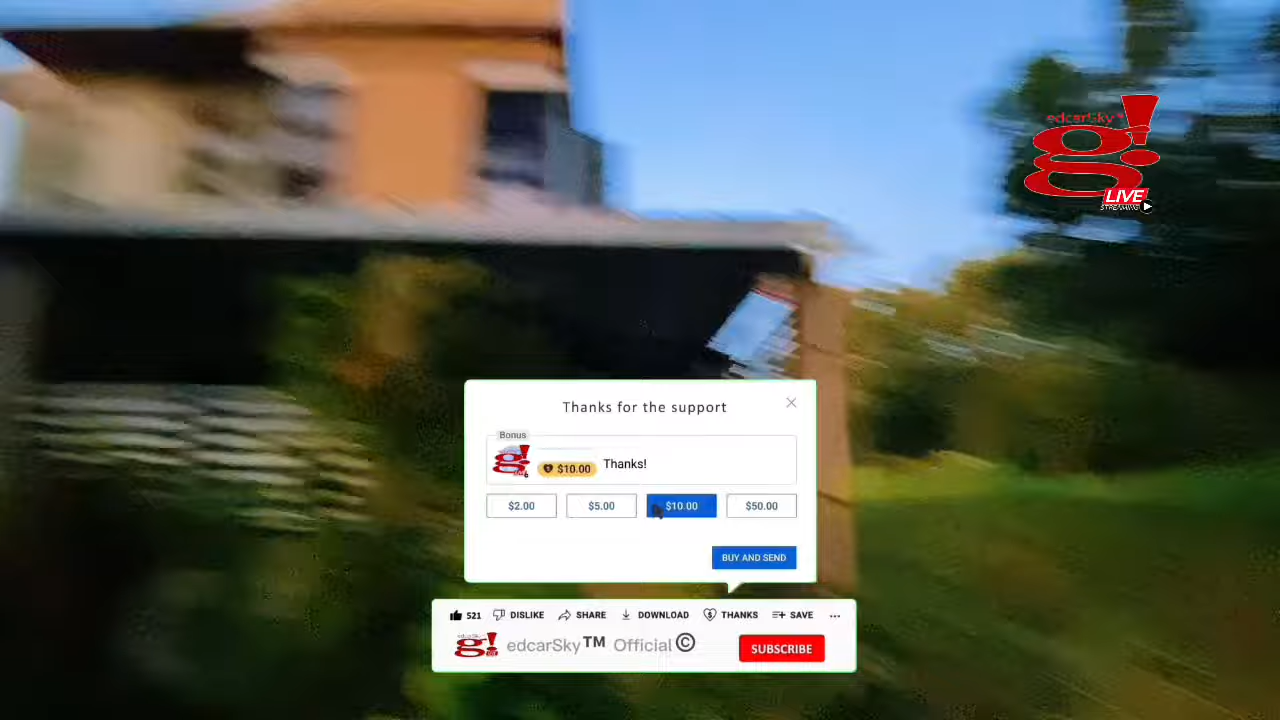 edcarSky
g!
LIVE
STREAMING
Thanks for the support
Bonus
$10.00 Thanks!
$2.00 $5.00 $10.00 $50.00
BUY AND SEND
521 DISLIKE SHARE DOWNLOAD THANKS SAVE ...
g! edcarSky™ Official ©
SUBSCRIBE